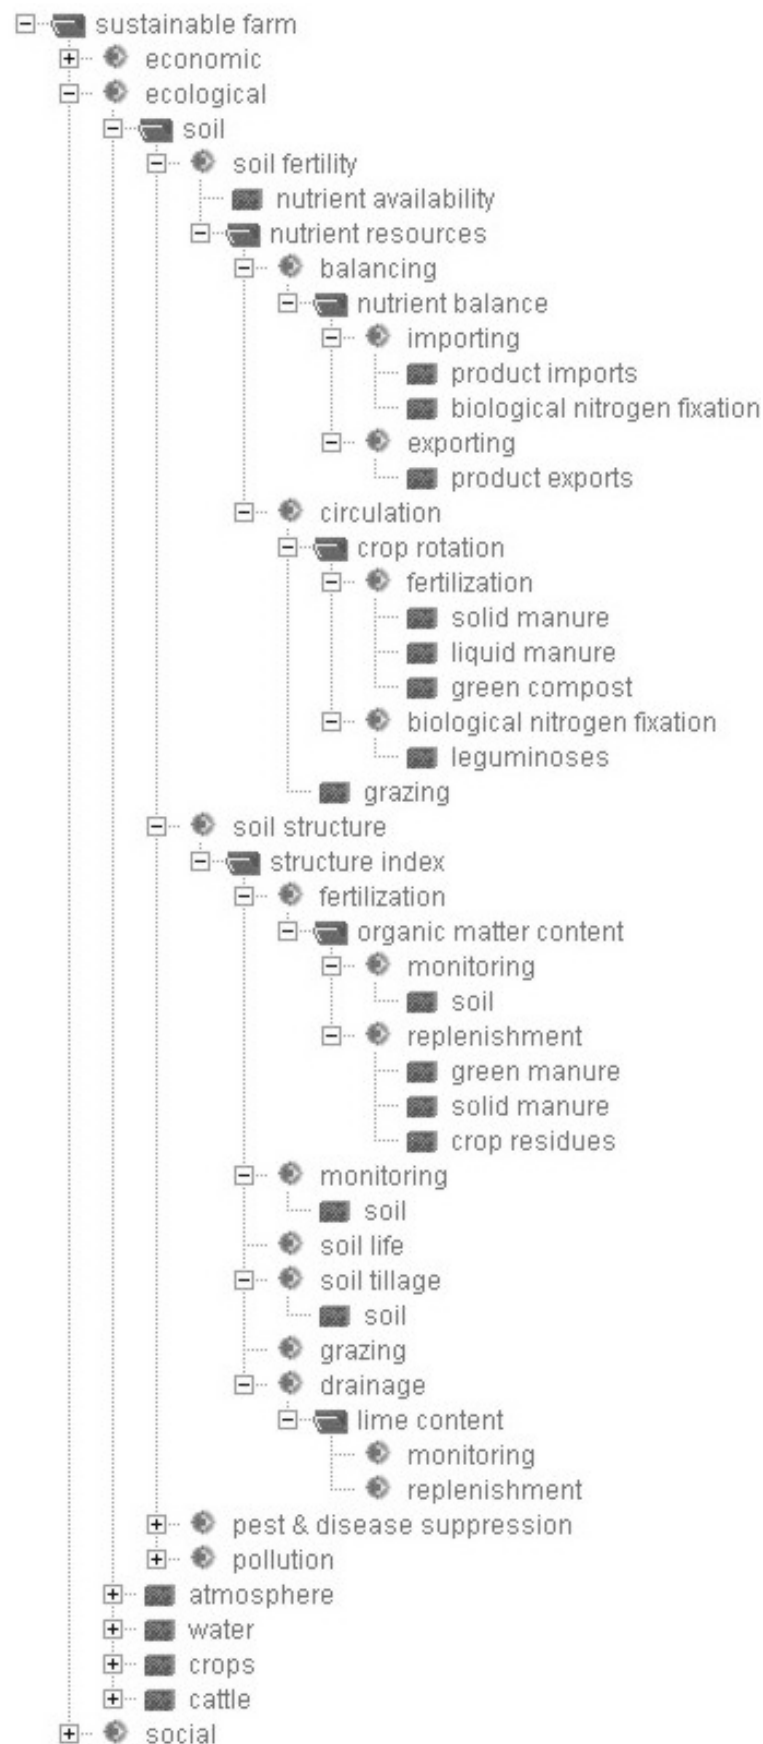 sustainable farm
economic
ecological
soil
soil fertility
nutrient availability
nutrient resources
balancing
nutrient balance
importing
product imports
biological nitrogen fixation
exporting
product exports
circulation
crop rotation
fertilization
solid manure
liquid manure
green compost
biological nitrogen fixation
leguminoses
grazing
soil structure
structure index
fertilization
organic matter content
monitoring
soil
replenishment
green manure
solid manure
crop residues
monitoring
soil
soil life
soil tillage
soil
grazing
drainage
lime content
monitoring
replenishment
pest & disease suppression
pollution
atmosphere
water
crops
cattle
social